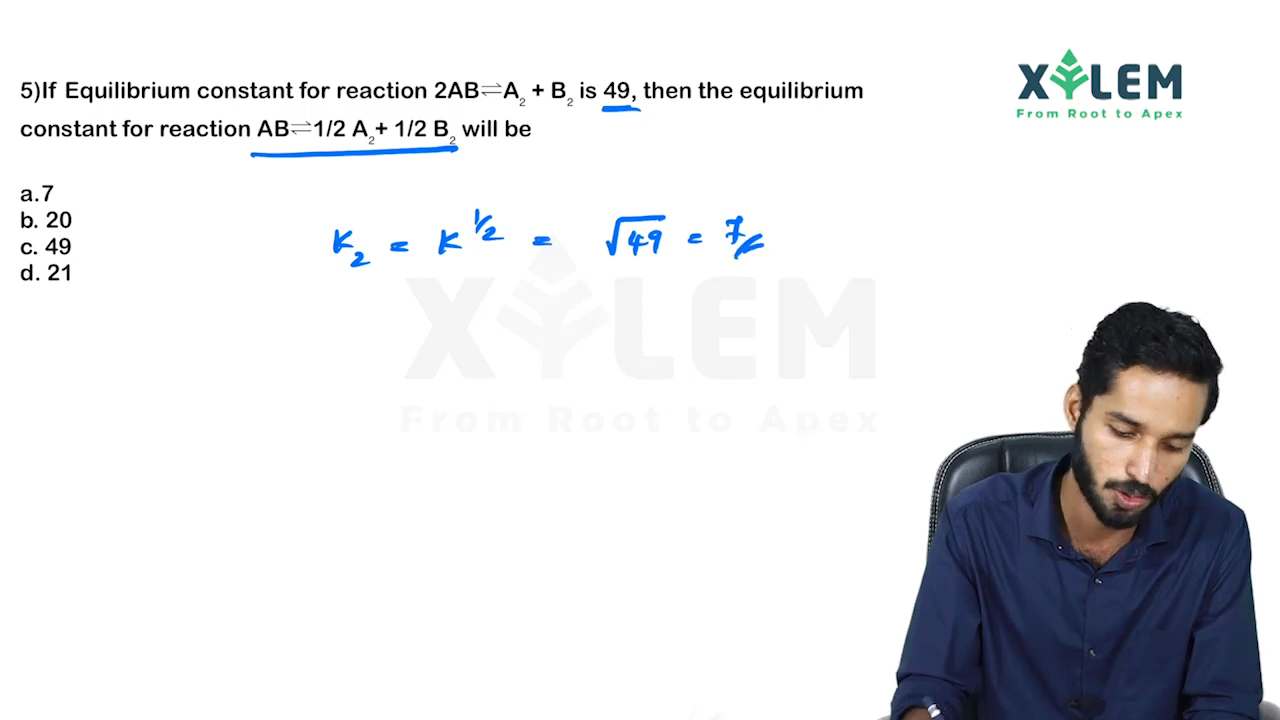 5)If Equilibrium constant for reaction 2AB⇌A₂ + B₂ is 49, then the equilibrium
constant for reaction AB⇌1/2 A₂+ 1/2 B₂ will be
a.7
b. 20
c. 49
d. 21
K₂ = K^1/2 = √49 = 7
XYLEM
From Root to Apex
XYLEM
From Root to Apex